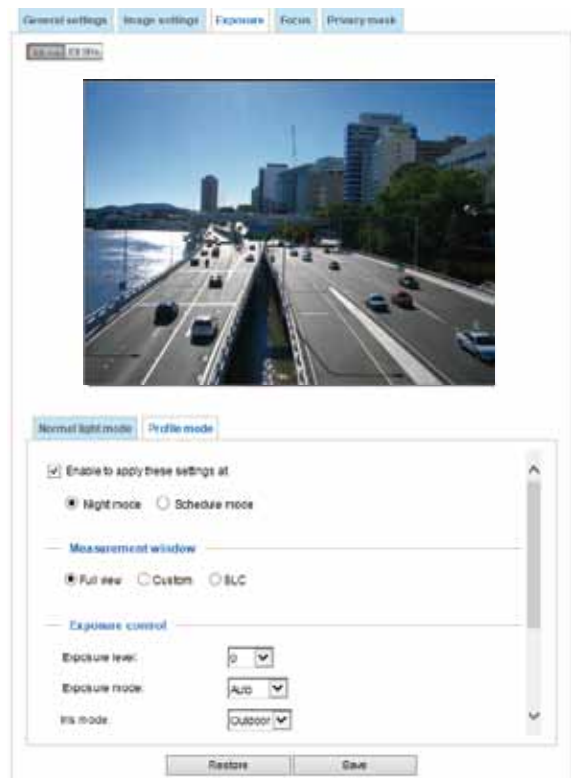 General settings Image settings Exposure Focus Privacy mask
Normal light mode Profile mode
Enable to apply these settings at
Night mode Schedule mode
Measurement window
Full view Custom BLC
Exposure control
Exposure level: 0
Exposure mode: Auto
Iris mode: Outdoor
Restore Save